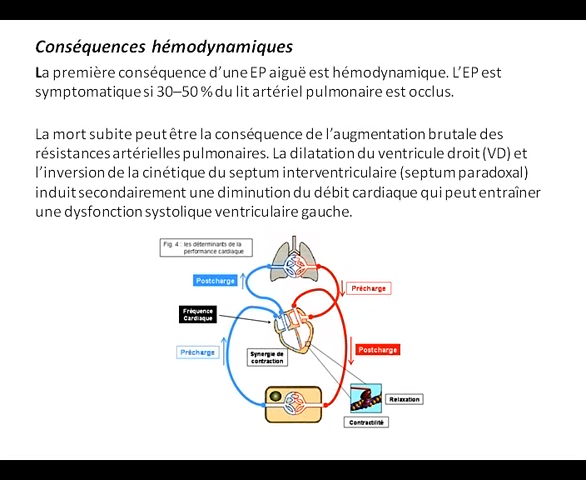 Conséquences hémodynamiques
La première conséquence d’une EP aiguë est hémodynamique. L’EP est
symptomatique si 30–50 % du lit artériel pulmonaire est occlus.
La mort subite peut être la conséquence de l’augmentation brutale des
résistances artérielles pulmonaires. La dilatation du ventricule droit (VD) et
l’inversion de la cinétique du septum interventriculaire (septum paradoxal)
induit secondairement une diminution du débit cardiaque qui peut entraîner
une dysfonction systolique ventriculaire gauche.
Fig. 4 : les déterminants de la
performance cardiaque
Postcharge
Précharge
Fréquence
Cardiaque
Précharge
Synergie de
contraction
Postcharge
Relaxation
Contractilité